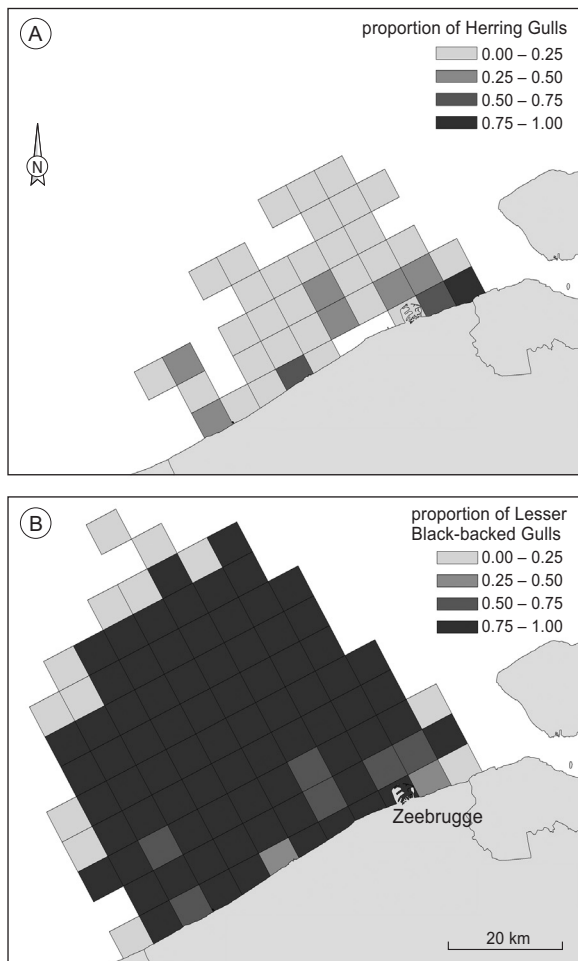 A
proportion of Herring Gulls
0.00 – 0.25
0.25 – 0.50
0.50 – 0.75
0.75 – 1.00
N
B
proportion of Lesser
Black-backed Gulls
0.00 – 0.25
0.25 – 0.50
0.50 – 0.75
0.75 – 1.00
Zeebrugge
20 km